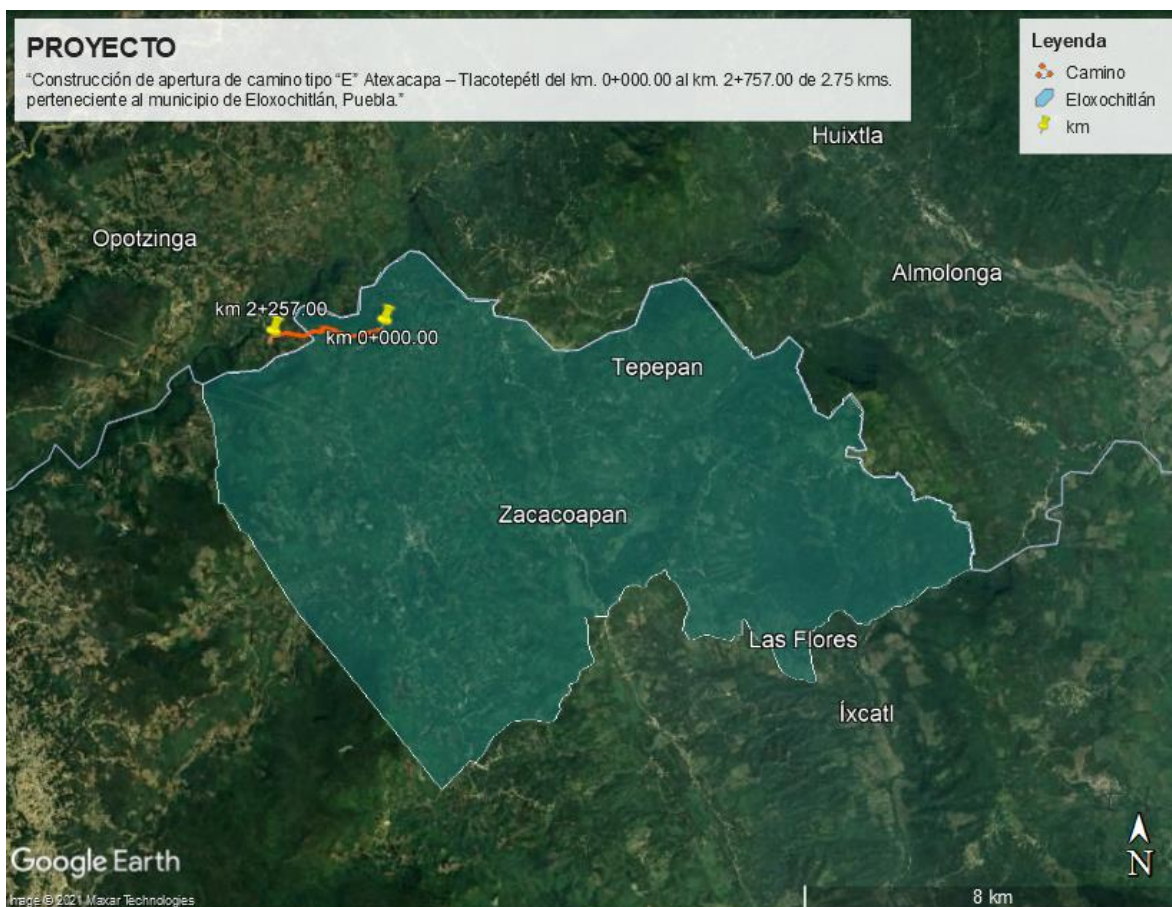 PROYECTO
“Construcción de apertura de camino tipo “E” Atexacapa – Tlacotepétl del km. 0+000.00 al km. 2+757.00 de 2.75 kms.
perteneciente al municipio de Eloxochitlán, Puebla.”
Leyenda
Camino
Eloxochitlán
km
Huixtla
Opotzinga
Almolonga
km 2+257.00
km 0+000.00
Tepepan
Zacacoapan
Las Flores
Íxcatl
N
Google Earth
Image © 2021 Maxar Technologies
8 km